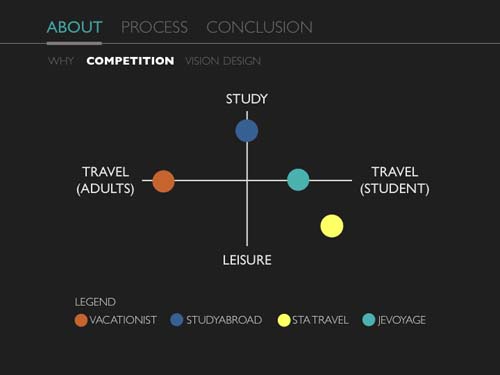 ABOUT PROCESS CONCLUSION
WHY COMPETITION VISION DESIGN
STUDY
TRAVEL
(ADULTS)
TRAVEL
(STUDENT)
LEISURE
LEGEND
VACATIONIST STUDYABROAD STA TRAVEL JEVOYAGE